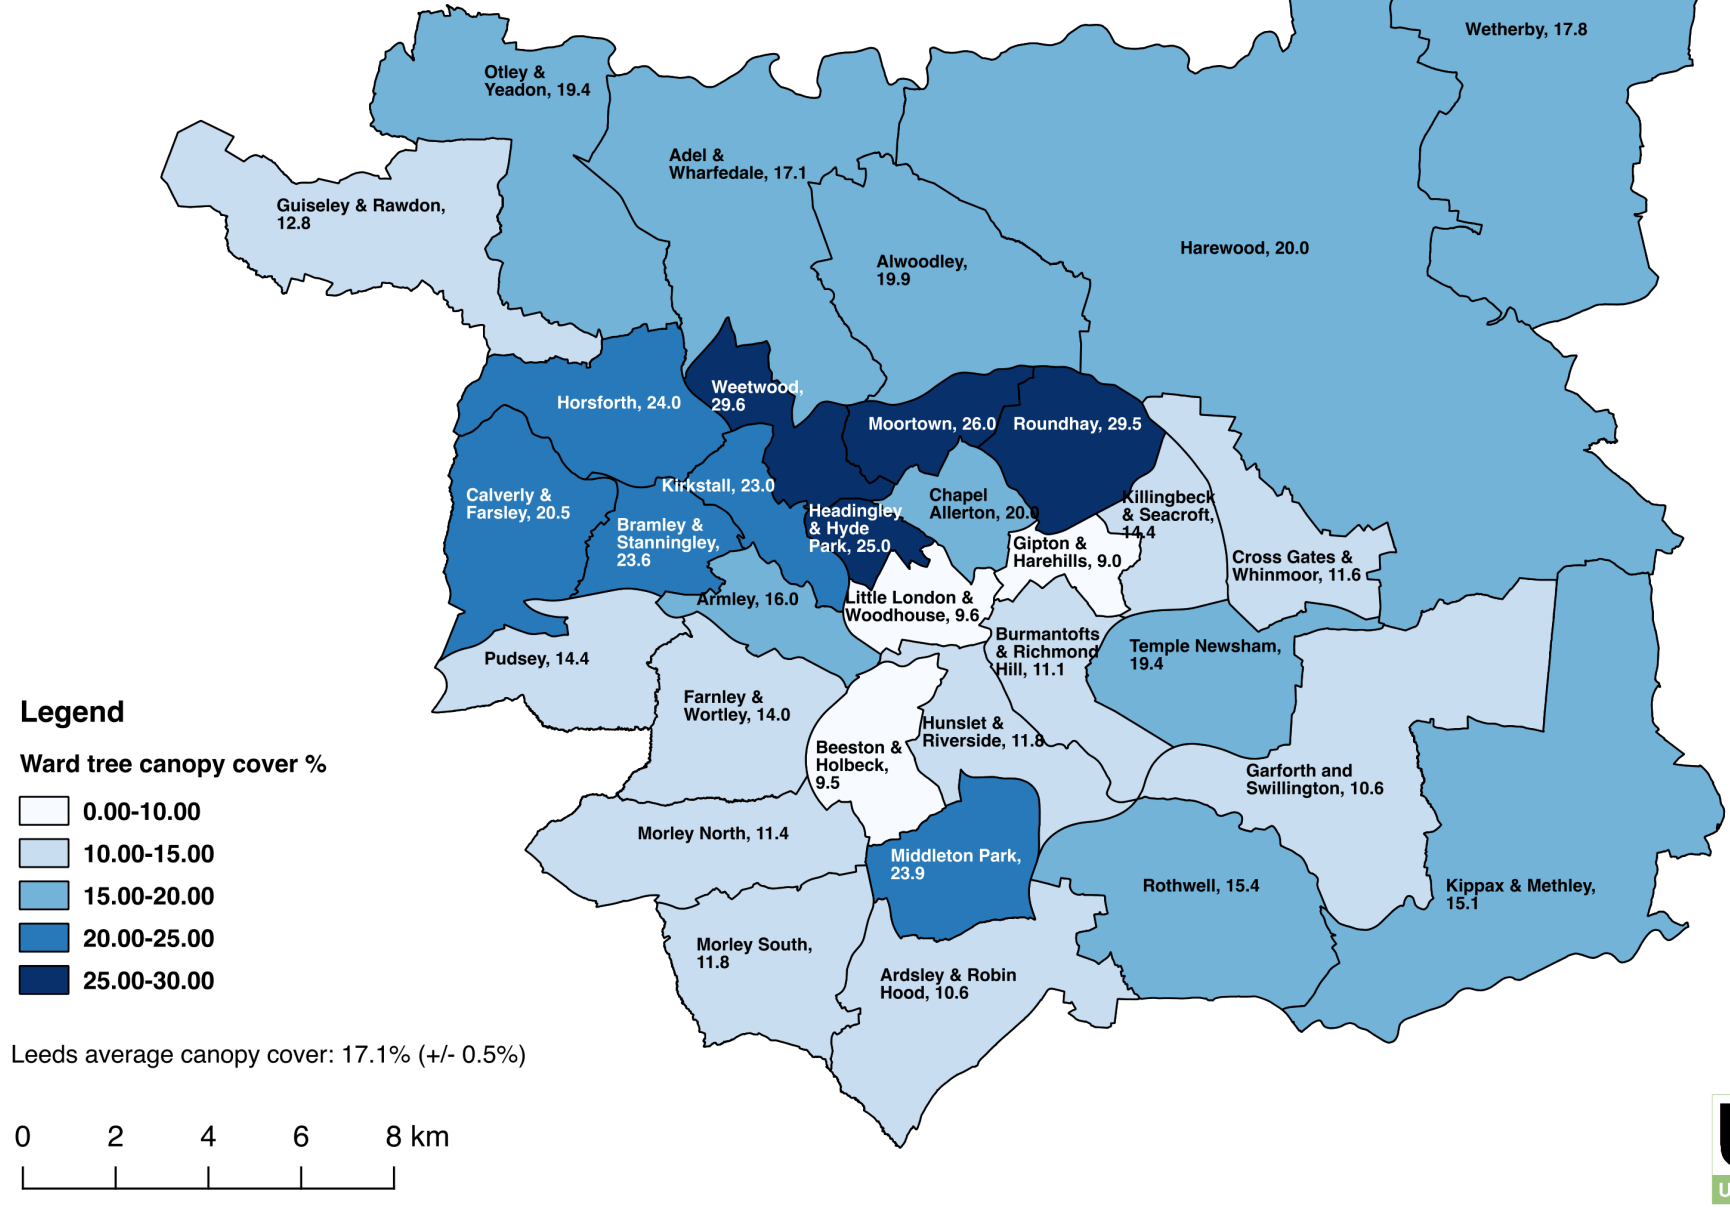 Wetherby, 17.8
Otley &
Yeadon, 19.4
Adel &
Wharfedale, 17.1
Guiseley & Rawdon,
12.8
Harewood, 20.0
Alwoodley,
19.9
Weetwood,
29.6
Horsforth, 24.0
Moortown, 26.0
Roundhay, 29.5
Kirkstall, 23.0
Calverly &
Farsley, 20.5
Chapel
Allerton, 20.0
Killingbeck
& Seacroft,
14.4
Headingley
& Hyde
Park, 25.0
Bramley &
Stanningley,
23.6
Gipton &
Harehills, 9.0
Cross Gates &
Whinmoor, 11.6
Armley, 16.0
Little London &
Woodhouse, 9.6
Burmantofts
& Richmond
Hill, 11.1
Temple Newsham,
19.4
Pudsey, 14.4
Farnley &
Wortley, 14.0
Hunslet &
Riverside, 11.8
Beeston &
Holbeck,
9.5
Garforth and
Swillington, 10.6
Morley North, 11.4
Middleton Park,
23.9
Rothwell, 15.4
Kippax & Methley,
15.1
Morley South,
11.8
Ardsley & Robin
Hood, 10.6
Legend
Ward tree canopy cover %
0.00-10.00
10.00-15.00
15.00-20.00
20.00-25.00
25.00-30.00
Leeds average canopy cover: 17.1% (+/- 0.5%)
0 2 4 6 8 km